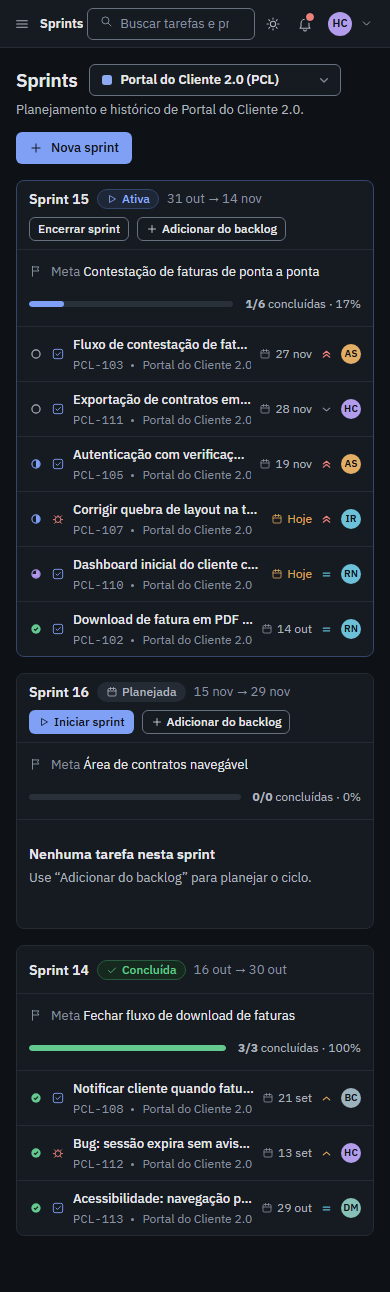 Sprints
Buscar tarefas e pr
HC
Sprints
Portal do Cliente 2.0 (PCL)
Planejamento e histórico de Portal do Cliente 2.0.
Nova sprint
Sprint 15 Ativa 31 out → 14 nov
Encerrar sprint Adicionar do backlog
Meta Contestação de faturas de ponta a ponta
1/6 concluídas · 17%
Fluxo de contestação de fat... 27 nov AS
PCL-103 • Portal do Cliente 2.0
Exportação de contratos em... 28 nov HC
PCL-111 • Portal do Cliente 2.0
Autenticação com verificaç... 19 nov AS
PCL-105 • Portal do Cliente 2.0
Corrigir quebra de layout na t... Hoje IR
PCL-107 • Portal do Cliente 2.0
Dashboard inicial do cliente c... Hoje RN
PCL-110 • Portal do Cliente 2.0
Download de fatura em PDF ... 14 out RN
PCL-102 • Portal do Cliente 2.0
Sprint 16 Planejada 15 nov → 29 nov
Iniciar sprint Adicionar do backlog
Meta Área de contratos navegável
0/0 concluídas · 0%
Nenhuma tarefa nesta sprint
Use “Adicionar do backlog” para planejar o ciclo.
Sprint 14 Concluída 16 out → 30 out
Meta Fechar fluxo de download de faturas
3/3 concluídas · 100%
Notificar cliente quando fatu... 21 set BC
PCL-108 • Portal do Cliente 2.0
Bug: sessão expira sem avis... 13 set HC
PCL-112 • Portal do Cliente 2.0
Acessibilidade: navegação p... 29 out DM
PCL-113 • Portal do Cliente 2.0